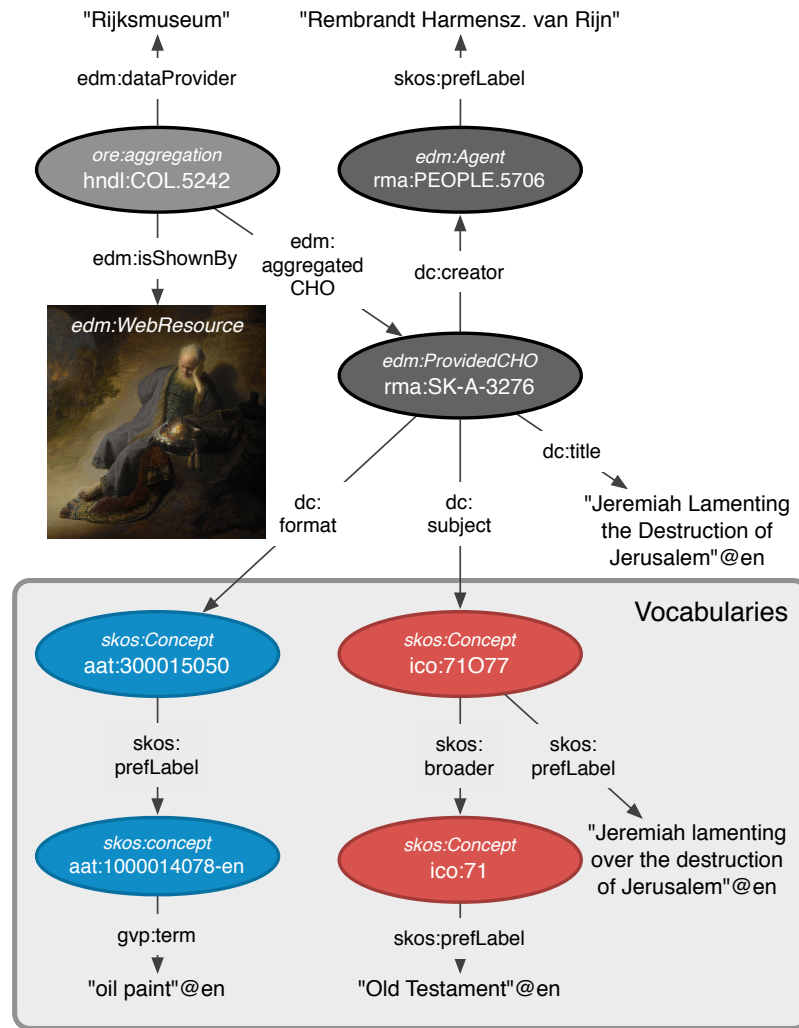 "Rijksmuseum"
"Rembrandt Harmensz. van Rijn"
edm:dataProvider
skos:prefLabel
ore:aggregation
hndl:COL.5242
edm:Agent
rma:PEOPLE.5706
edm:isShownBy
edm:
aggregated
CHO
dc:creator
edm:WebResource
edm:ProvidedCHO
rma:SK-A-3276
dc:title
dc:
format
dc:
subject
"Jeremiah Lamenting
the Destruction of
Jerusalem"@en
Vocabularies
skos:Concept
aat:300015050
skos:Concept
ico:71O77
skos:
prefLabel
skos:
broader
skos:
prefLabel
skos:concept
aat:1000014078-en
skos:Concept
ico:71
"Jeremiah lamenting
over the destruction
of Jerusalem"@en
gvp:term
skos:prefLabel
"oil paint"@en
"Old Testament"@en